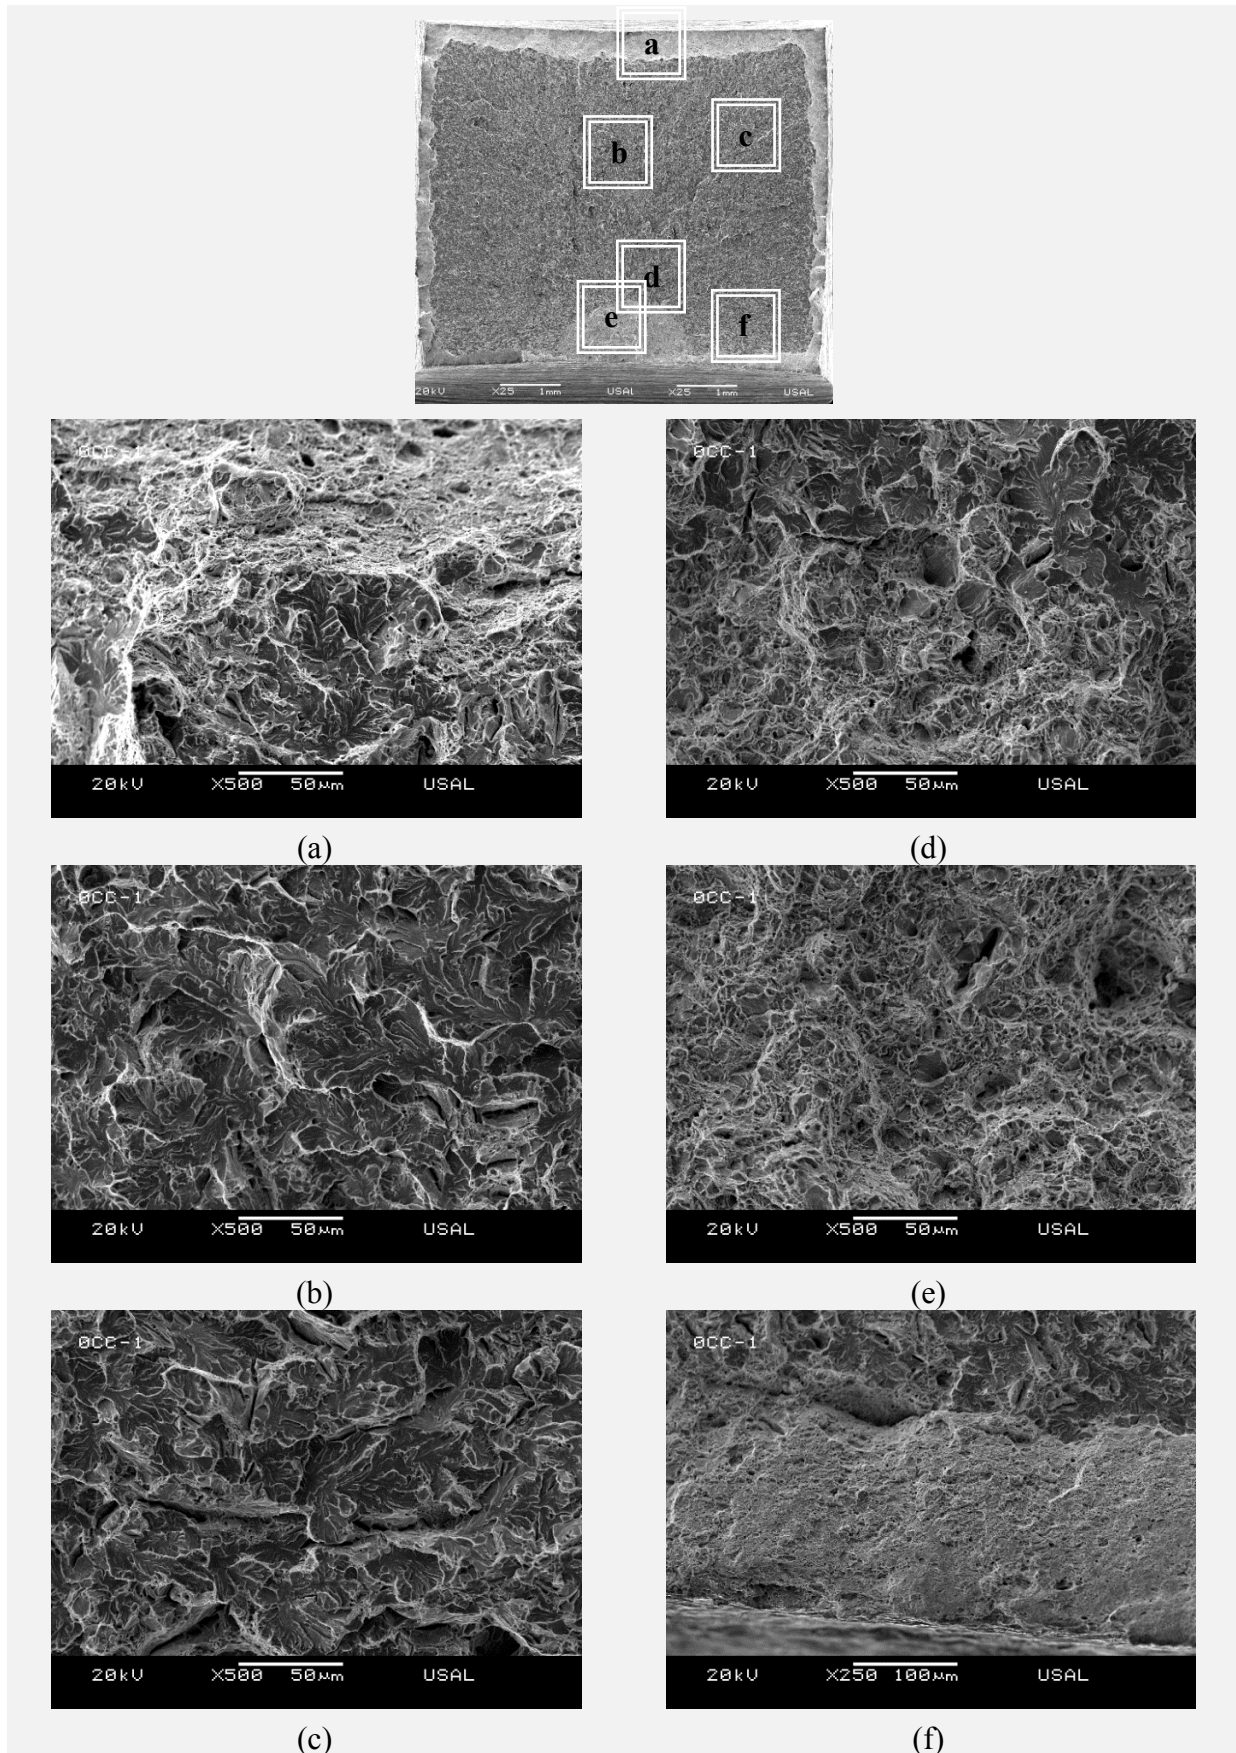 a
b
c
d
e
f
20kV X25 1mm USAL X25 1mm USAL
0CC-1
20kV X500 50μm USAL
(a)
0CC-1
20kV X500 50μm USAL
(d)
0CC-1
20kV X500 50μm USAL
(b)
0CC-1
20kV X500 50μm USAL
(e)
0CC-1
20kV X500 50μm USAL
(c)
0CC-1
20kV X250 100μm USAL
(f)